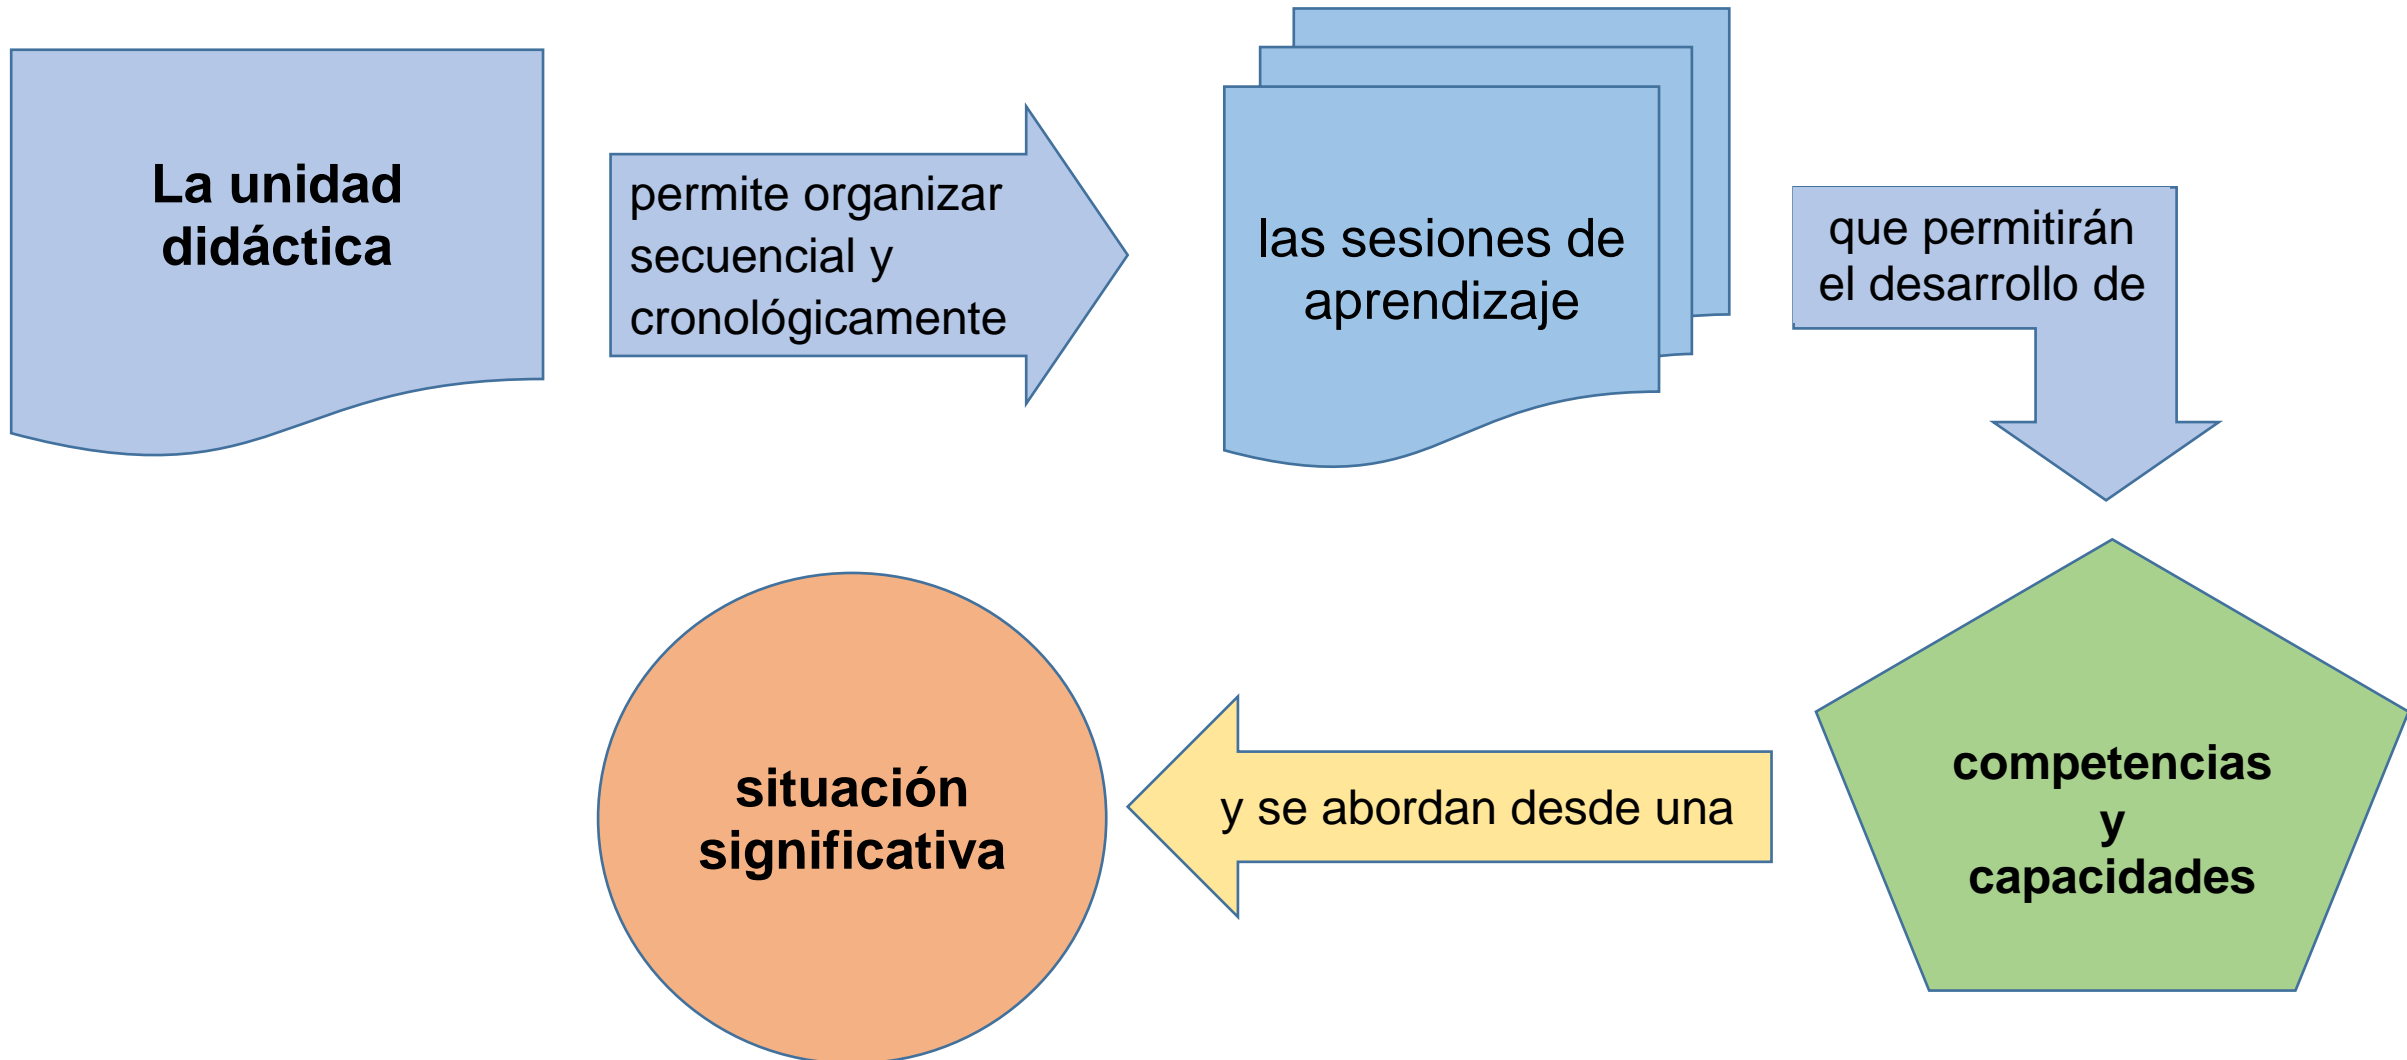 La unidad
didáctica
permite organizar
secuencial y
cronológicamente
las sesiones de
aprendizaje
que permitirán
el desarrollo de
competencias
y
capacidades
y se abordan desde una
situación
significativa